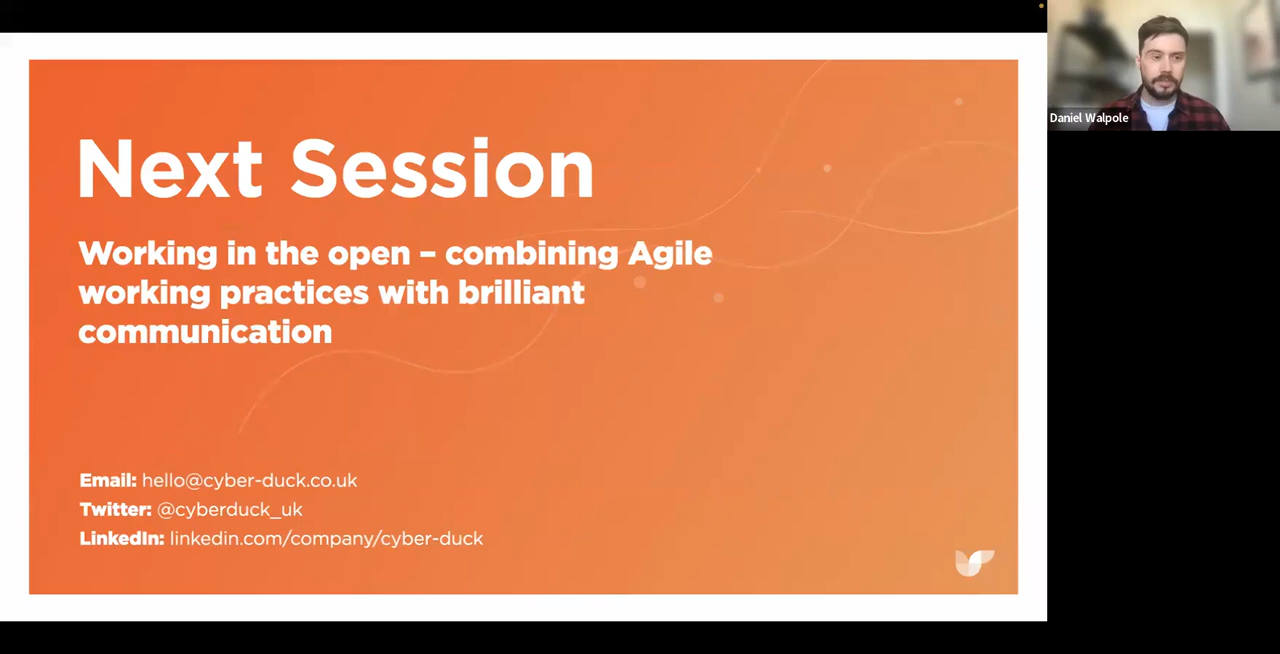 Next Session
Working in the open – combining Agile
working practices with brilliant
communication
Email: hello@cyber-duck.co.uk
Twitter: @cyberduck_uk
LinkedIn: linkedin.com/company/cyber-duck
Daniel Walpole